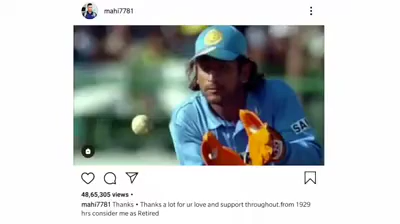 mahi7781
SA
48,65,305 views •
mahi7781 Thanks • Thanks a lot for ur love and support throughout.from 1929
hrs consider me as Retired